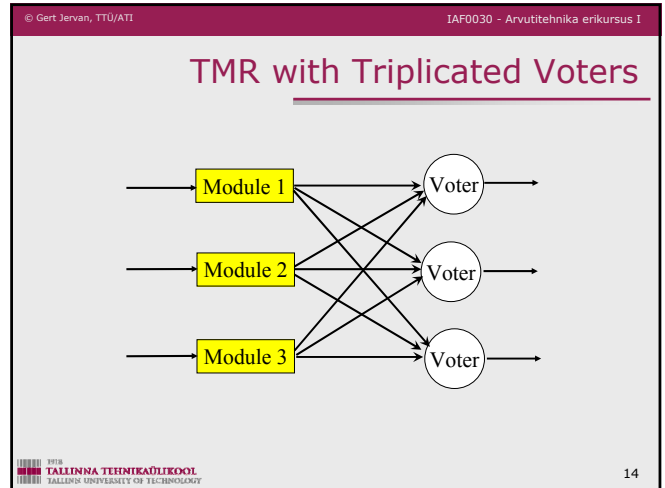 © Gert Jervan, TTÜ/ATI
IAF0030 - Arvutitehnika erikursus I
TMR with Triplicated Voters
Module 1
Voter
Module 2
Voter
Module 3
Voter
1918
TALLINNA TEHNIKAÜLIKOOL
TALLINN UNIVERSITY OF TECHNOLOGY
14